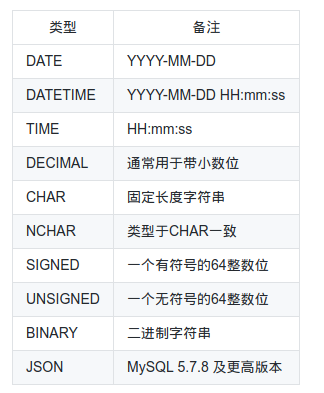 类型 备注
DATE YYYY-MM-DD
DATETIME YYYY-MM-DD HH:mm:ss
TIME HH:mm:ss
DECIMAL 通常用于带小数位
CHAR 固定长度字符串
NCHAR 类型于CHAR一致
SIGNED 一个有符号的64整数位
UNSIGNED 一个无符号的64整数位
BINARY 二进制字符串
JSON MySQL 5.7.8 及更高版本